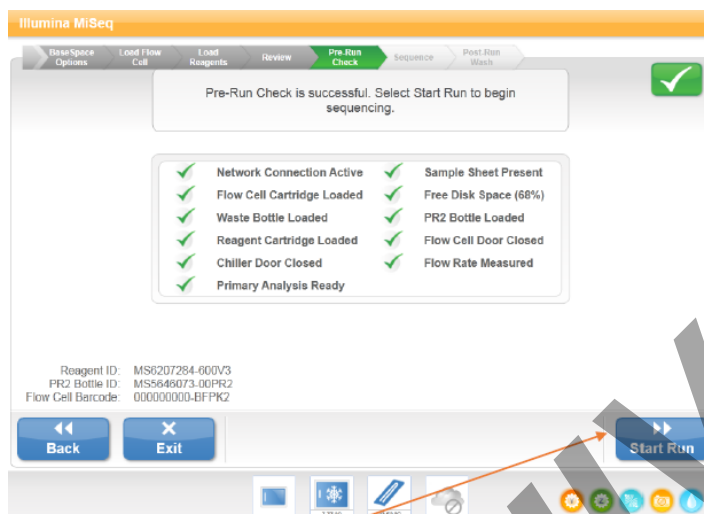 Illumina MiSeq
BaseSpace Options
Load Flow Cell
Load Reagents
Review
Pre-Run Check
Sequence
Post-Run Wash
Pre-Run Check is successful. Select Start Run to begin
sequencing.
Network Connection Active
Sample Sheet Present
Flow Cell Cartridge Loaded
Free Disk Space (68%)
Waste Bottle Loaded
PR2 Bottle Loaded
Reagent Cartridge Loaded
Flow Cell Door Closed
Chiller Door Closed
Flow Rate Measured
Primary Analysis Ready
Reagent ID: MS6207284-600V3
PR2 Bottle ID: MS5646073-00PR2
Flow Cell Barcode: 000000000-BFPK2
Back
Exit
Start Run